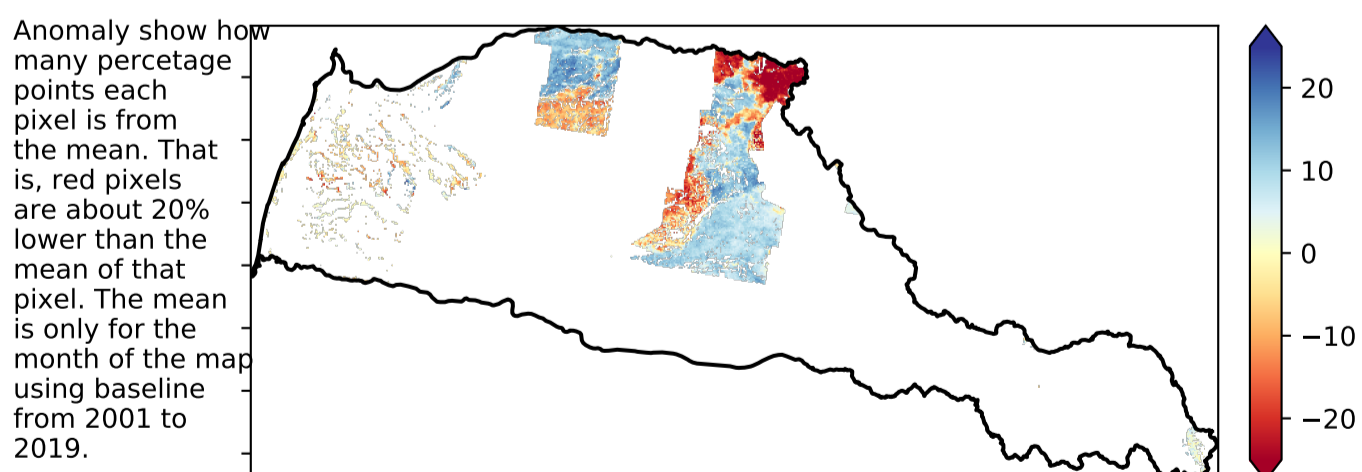 Anomaly show how
many percetage
points each
pixel is from
the mean. That
is, red pixels
are about 20%
lower than the
mean of that
pixel. The mean
is only for the
month of the map
using baseline
from 2001 to
2019.
20
10
0
−10
−20